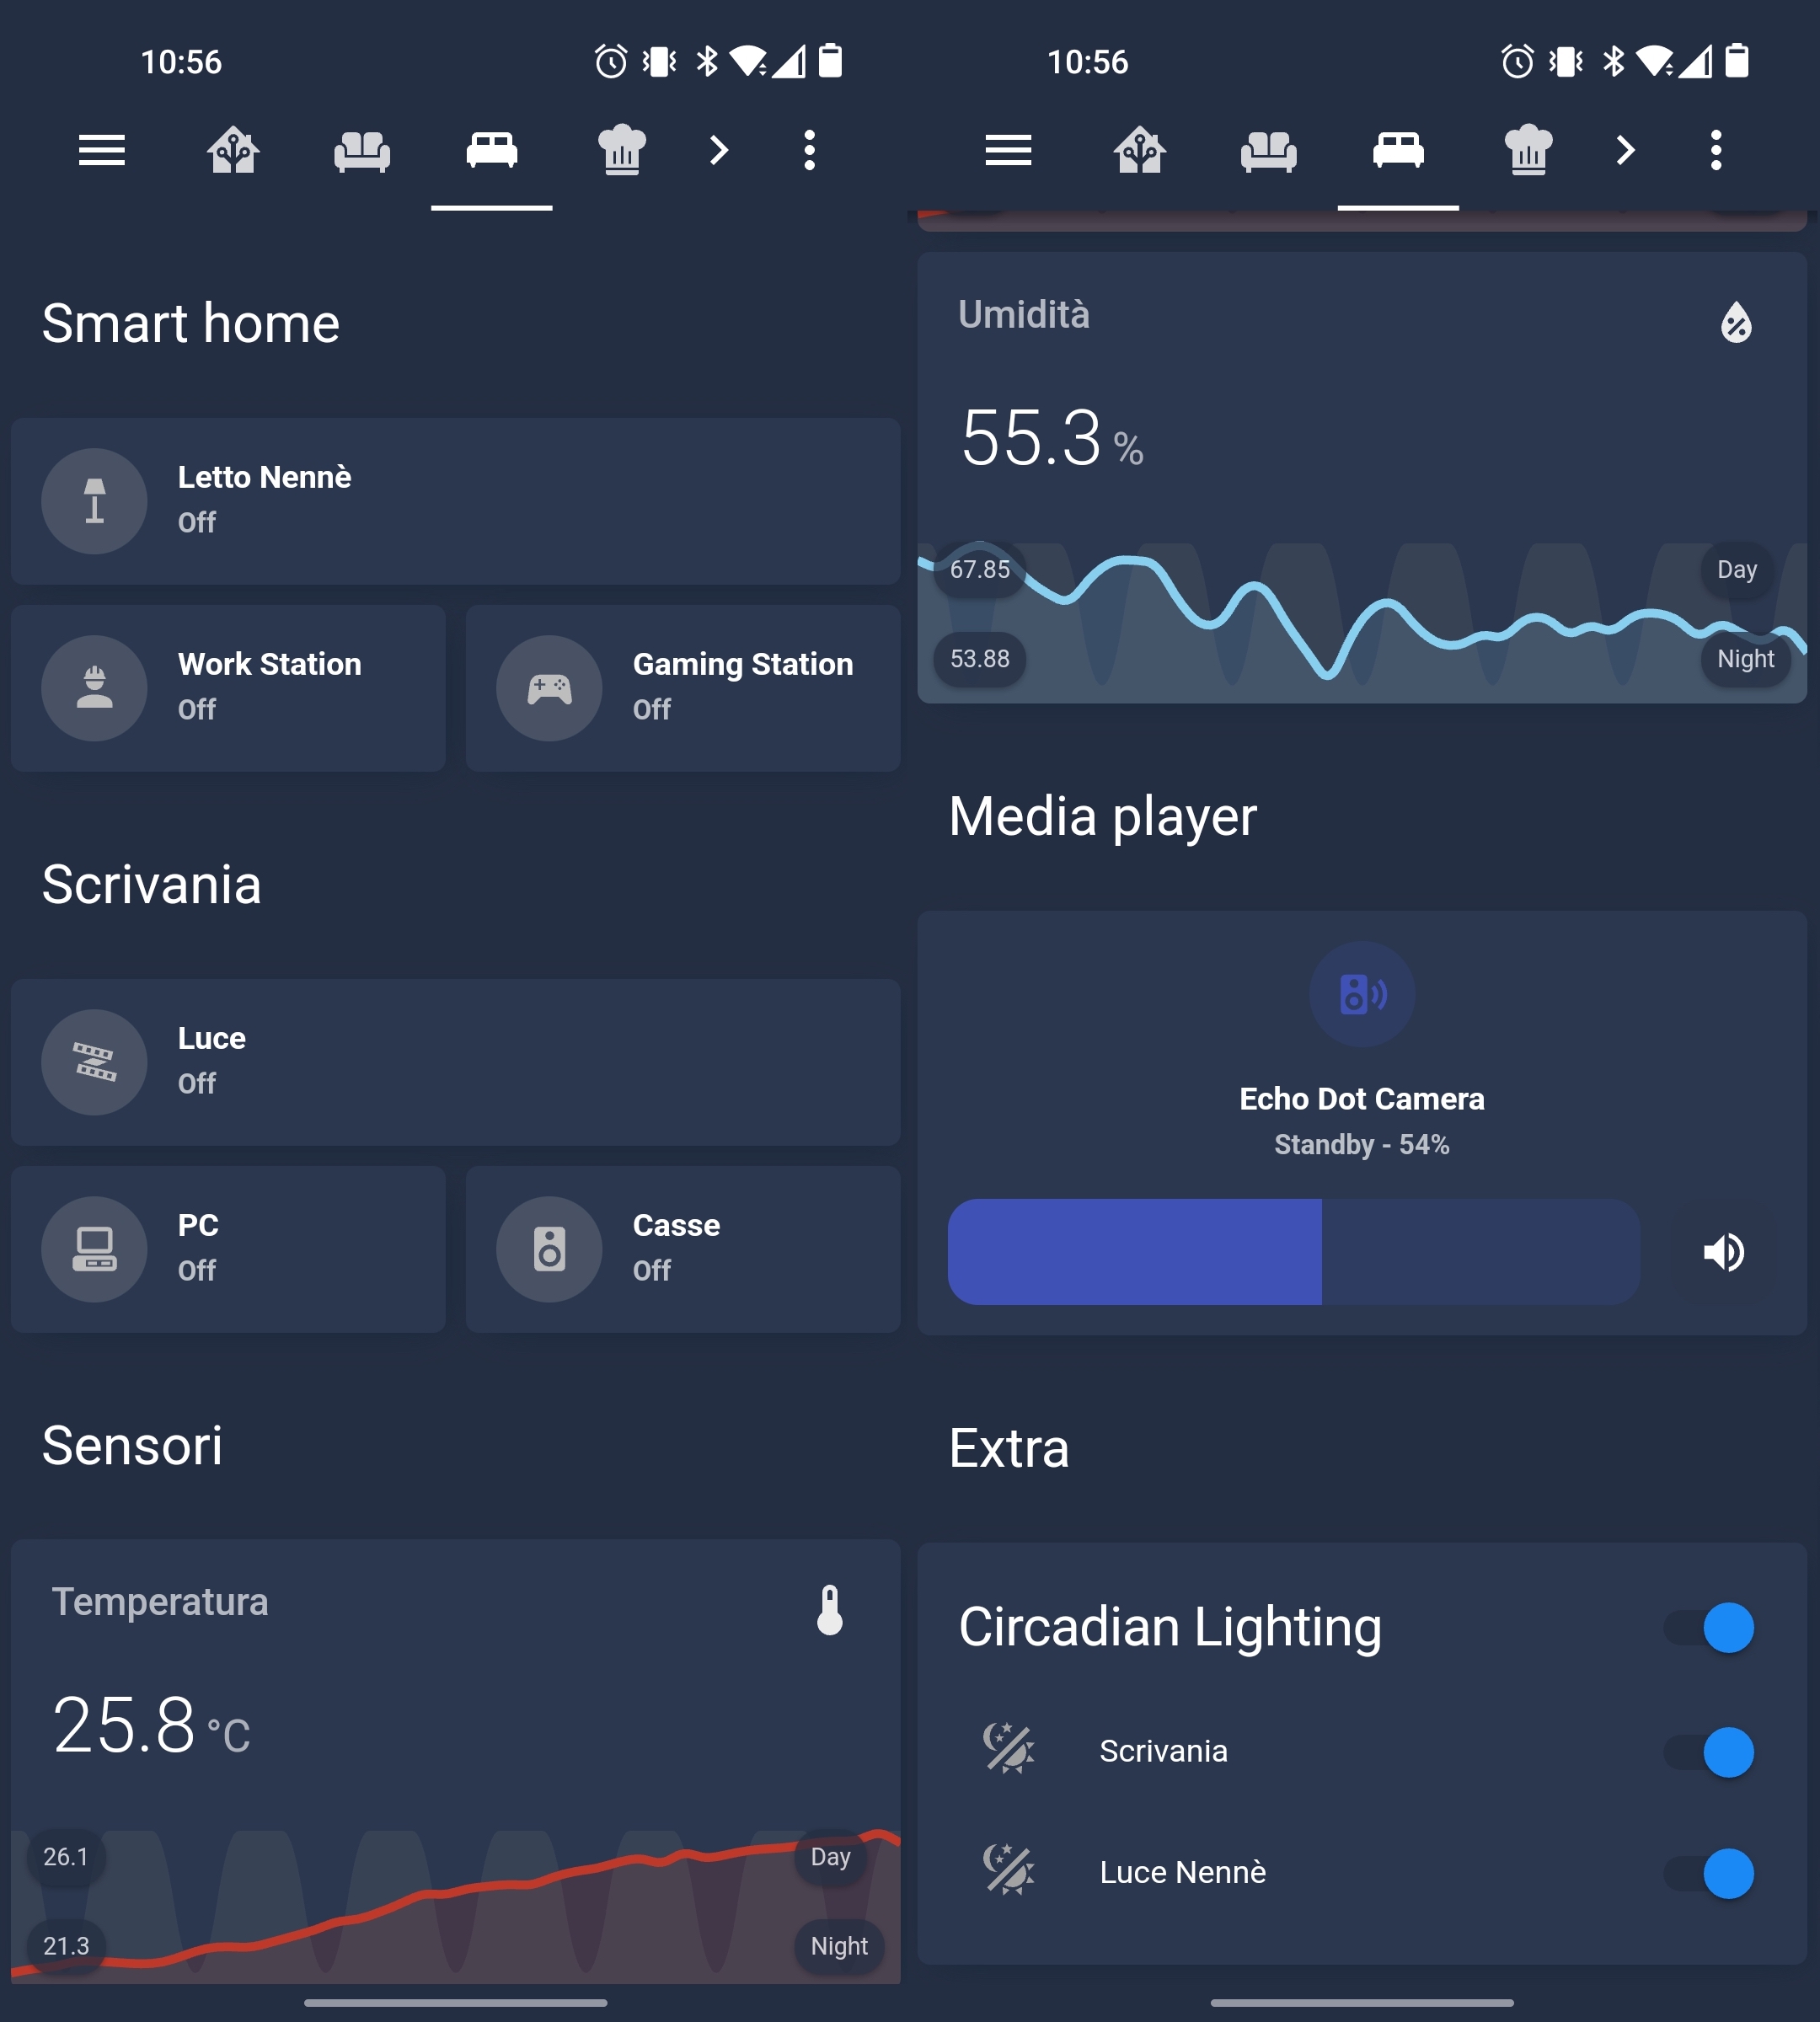 10:56
Smart home
Letto Nennè
Off
Work Station
Off
Gaming Station
Off
Scrivania
Luce
Off
PC
Off
Casse
Off
Sensori
Temperatura
25.8 °C
26.1
Day
21.3
Night
10:56
Umidità
55.3 %
67.85
Day
53.88
Night
Media player
Echo Dot Camera
Standby - 54%
Extra
Circadian Lighting
Scrivania
Luce Nennè